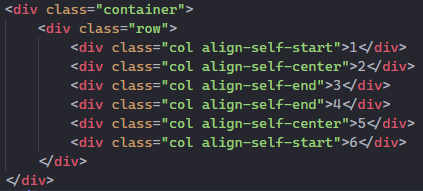 <div class="container">
<div class="row">
<div class="col align-self-start">1</div>
<div class="col align-self-center">2</div>
<div class="col align-self-end">3</div>
<div class="col align-self-end">4</div>
<div class="col align-self-center">5</div>
<div class="col align-self-start">6</div>
</div>
</div>